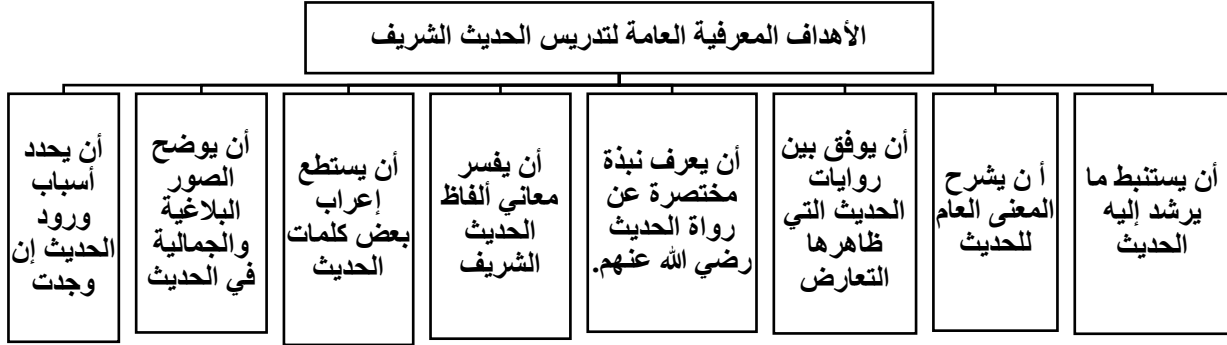 الأهداف المعرفية العامة لتدريس الحديث الشريف
أن يستنبط ما
يرشد إليه
الحديث
أ ن يشرح
المعنى العام
للحديث
أن يوفق بين
روايات
الحديث التي
ظاهرها
التعارض
أن يعرف نبذة
مختصرة عن
رواة الحديث
رضي الله عنهم.
أن يفسر
معاني ألفاظ
الحديث
الشريف
أن يستطع
إعراب
بعض كلمات
الحديث
أن يوضح
الصور
البلاغية
والجمالية
في الحديث
أن يحدد
أسباب
ورود
الحديث إن
وجدت